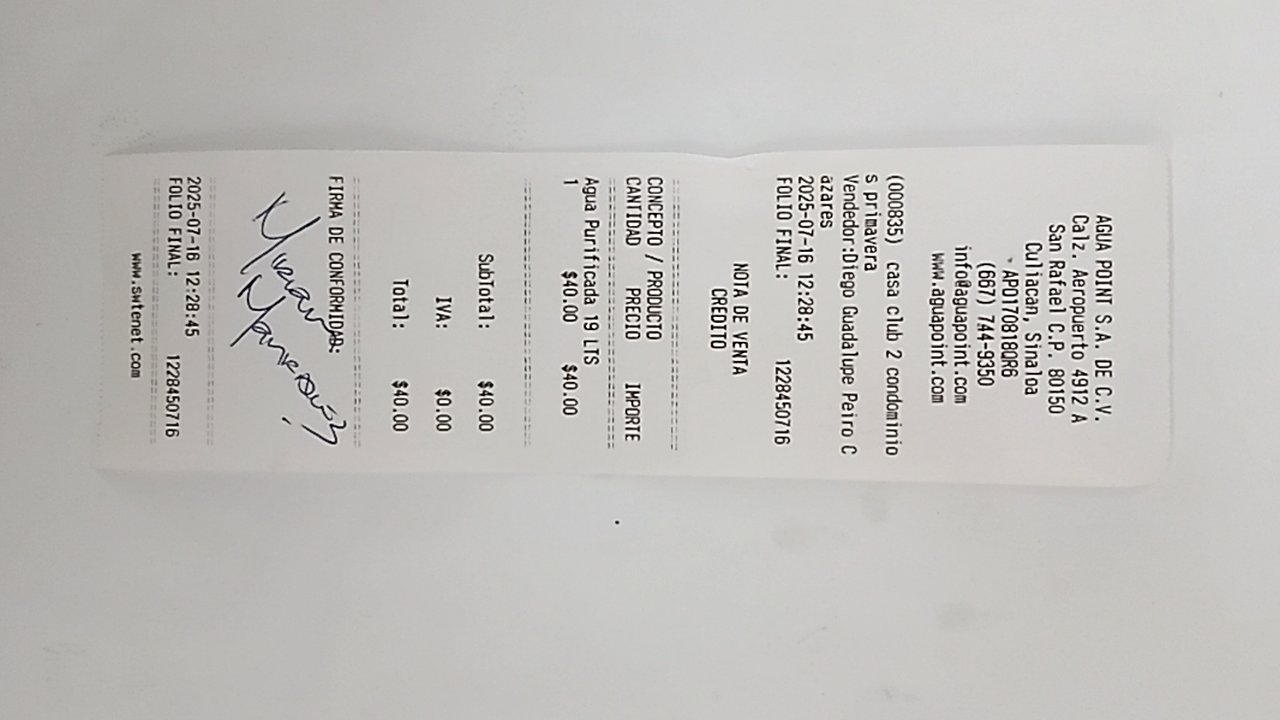 AGUA POINT S.A. DE C.V.
Calz. Aeropuerto 4912 A
San Rafael C.P. 80150
Culiacan, Sinaloa
APO170818QR8
(667) 744-9350
info@aguapoint.com
www.aguapoint.com
(000835) casa club 2 condominio
s primavera
Vendedor:Diego Guadalupe Peiro C
azares
2025-07-16 12:28:45
FOLIO FINAL: 1228450716
NOTA DE VENTA
CREDITO
CONCEPTO / PRODUCTO
CANTIDAD PRECIO IMPORTE
Agua Purificada 19 LTS
1 $40.00 $40.00
SubTotal: $40.00
IVA: $0.00
Total: $40.00
FIRMA DE CONFORMIDAD:
2025-07-16 12:28:45
FOLIO FINAL: 1228450716
www.swtenet.com